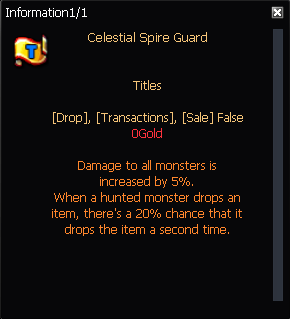 Information1/1
T
Celestial Spire Guard
Titles
[Drop], [Transactions], [Sale] False
0Gold
Damage to all monsters is
increased by 5%.
When a hunted monster drops an
item, there's a 20% chance that it
drops the item a second time.